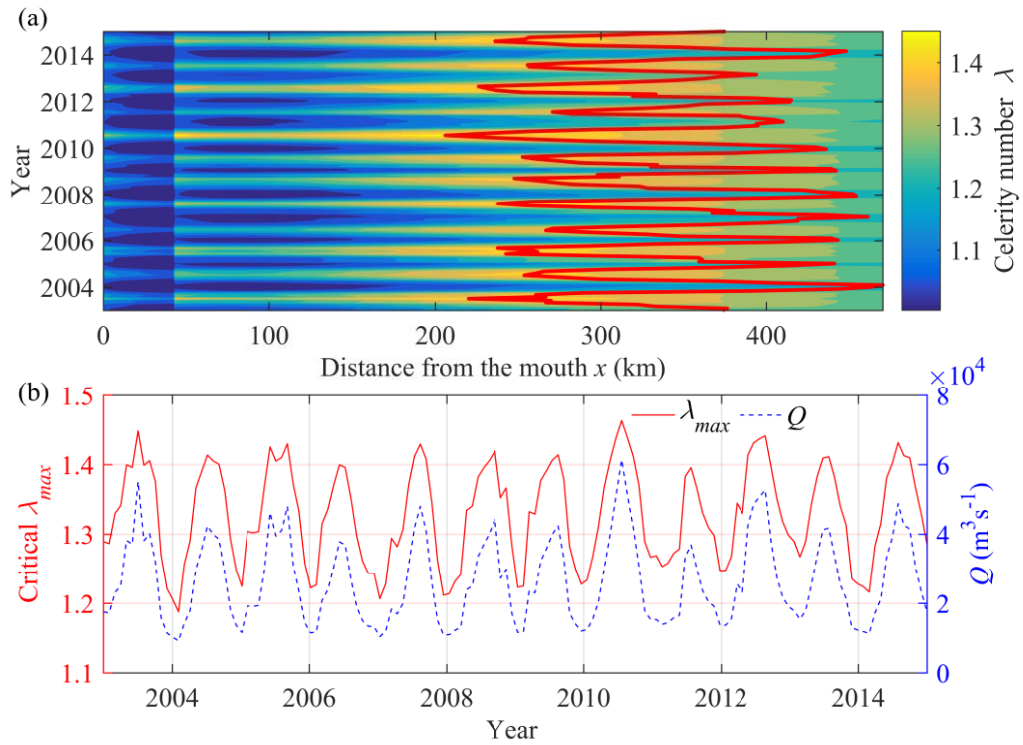 (a)
2014
2012
2010
2008
2006
2004
Year
0 100 200 300 400
Distance from the mouth x (km)
1.4
1.3
1.2
1.1
Celerity number λ
(b)
1.5
1.4
1.3
1.2
1.1
Critical λmax
λmax Q
×10⁴
8
6
4
2
0
Q (m³s⁻¹)
2004 2006 2008 2010 2012 2014
Year